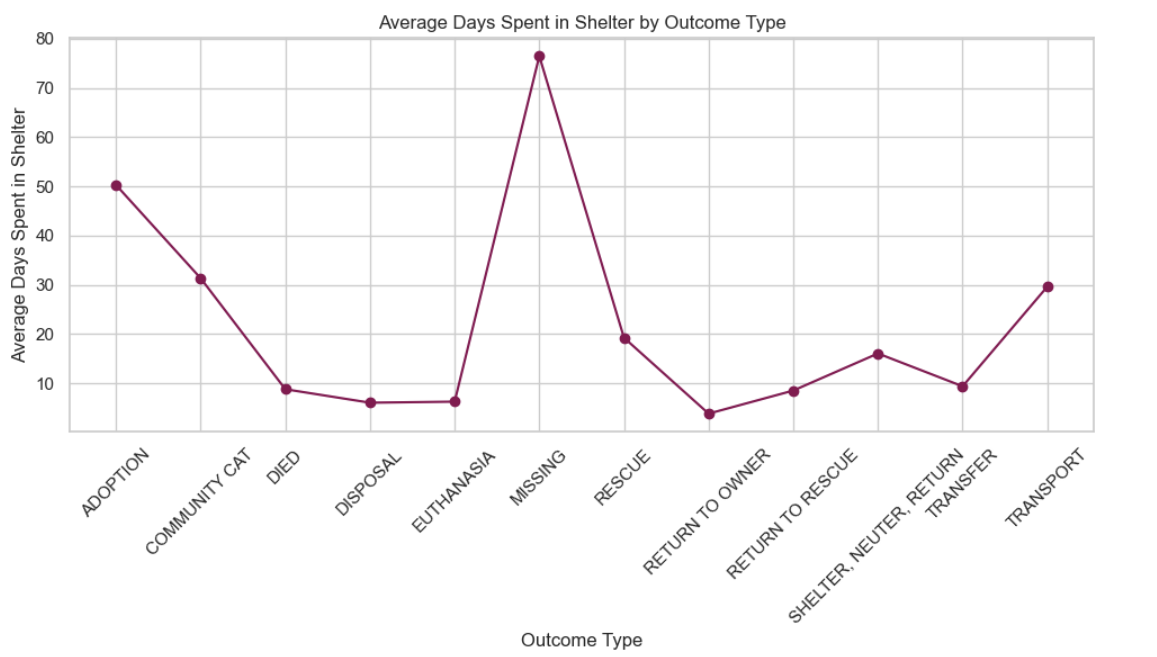 Average Days Spent in Shelter by Outcome Type
Average Days Spent in Shelter
80
70
60
50
40
30
20
10
ADOPTION
COMMUNITY CAT
DIED
DISPOSAL
EUTHANASIA
MISSING
RESCUE
RETURN TO OWNER
RETURN TO RESCUE
SHELTER, NEUTER, RETURN
TRANSFER
TRANSPORT
Outcome Type